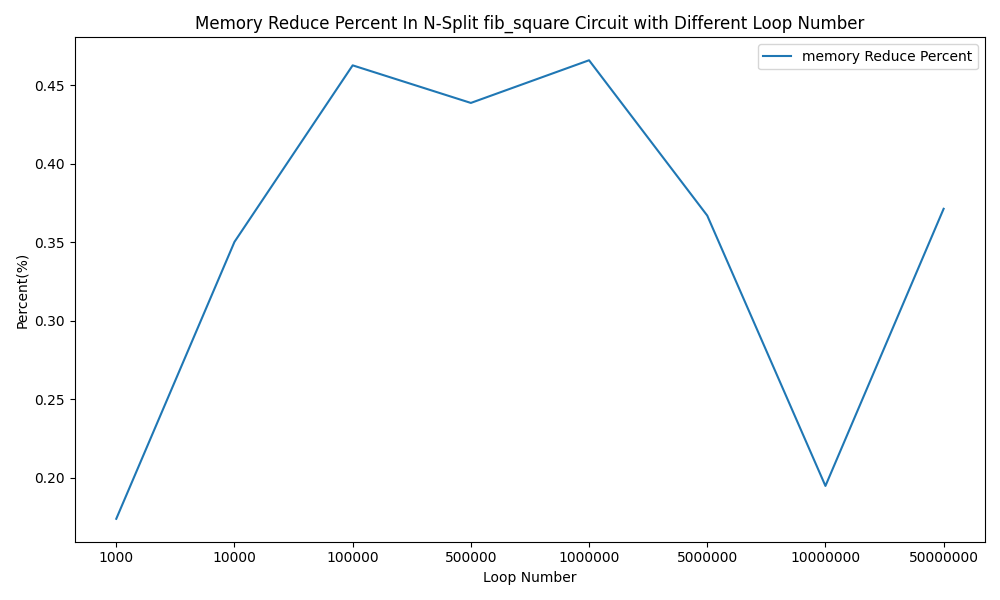 Memory Reduce Percent In N-Split fib_square Circuit with Different Loop Number
memory Reduce Percent
Percent(%)
0.45
0.40
0.35
0.30
0.25
0.20
1000 10000 100000 500000 1000000 5000000 10000000 50000000
Loop Number